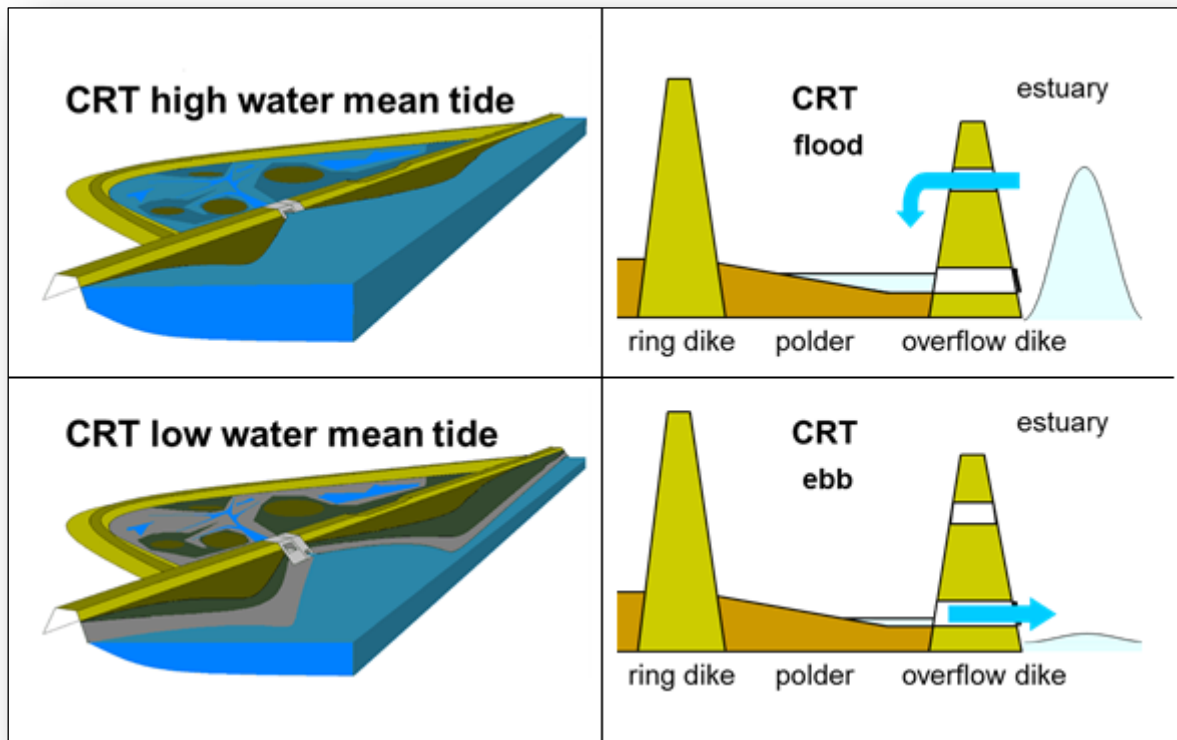 CRT high water mean tide
CRT
flood
estuary
ring dike
polder
overflow dike
CRT low water mean tide
CRT
ebb
estuary
ring dike
polder
overflow dike